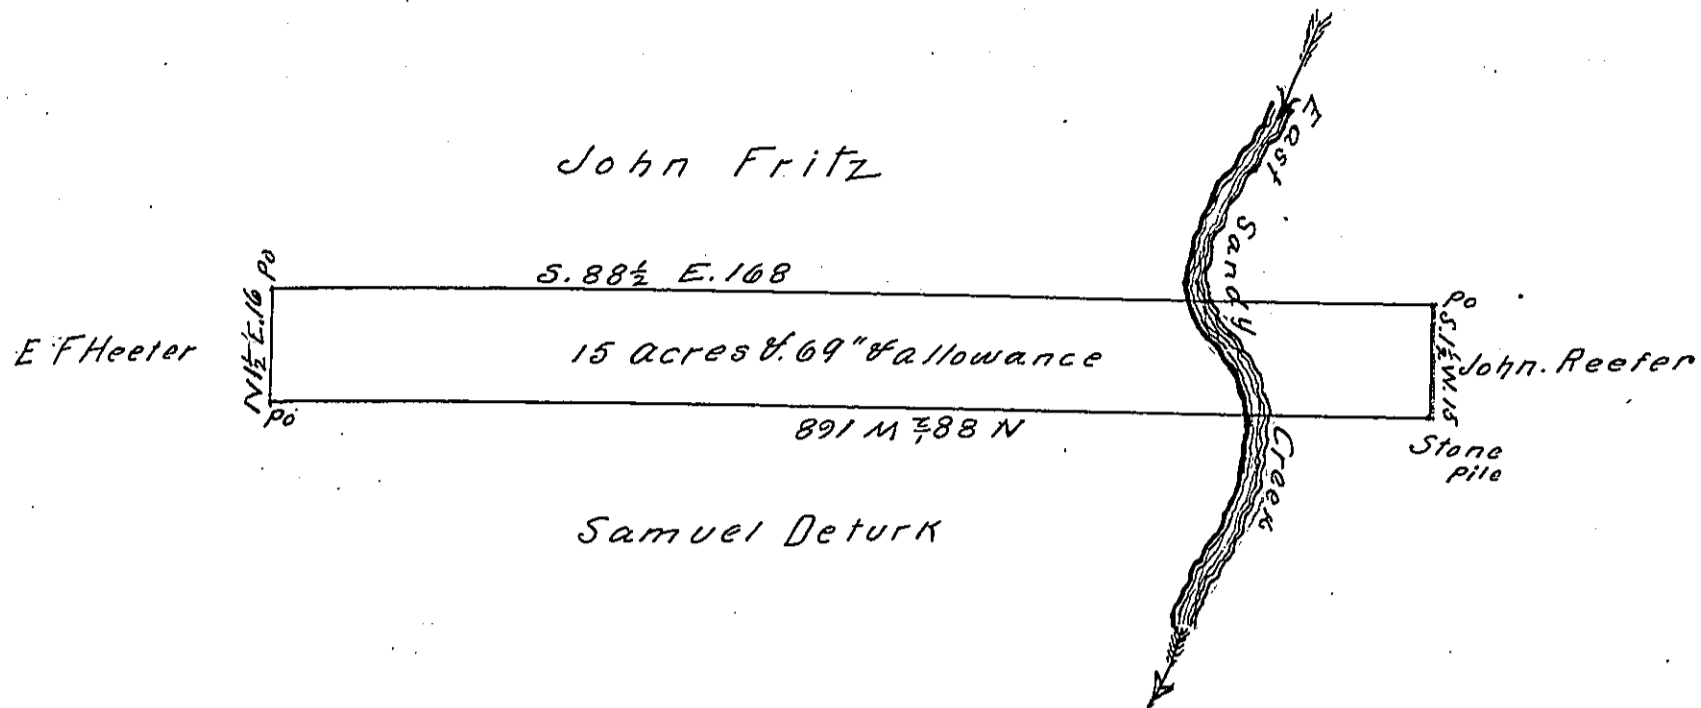 John Fritz
East Sandy Creek
S. 88½ E. 168
Po
Po
E F Heeter
N 1½ E. 16
15 acres & 69" & allowance
S. 1½ W. 15
John. Reefer
Po
N 88½ W 168
Stone
Pile
Samuel Deturk